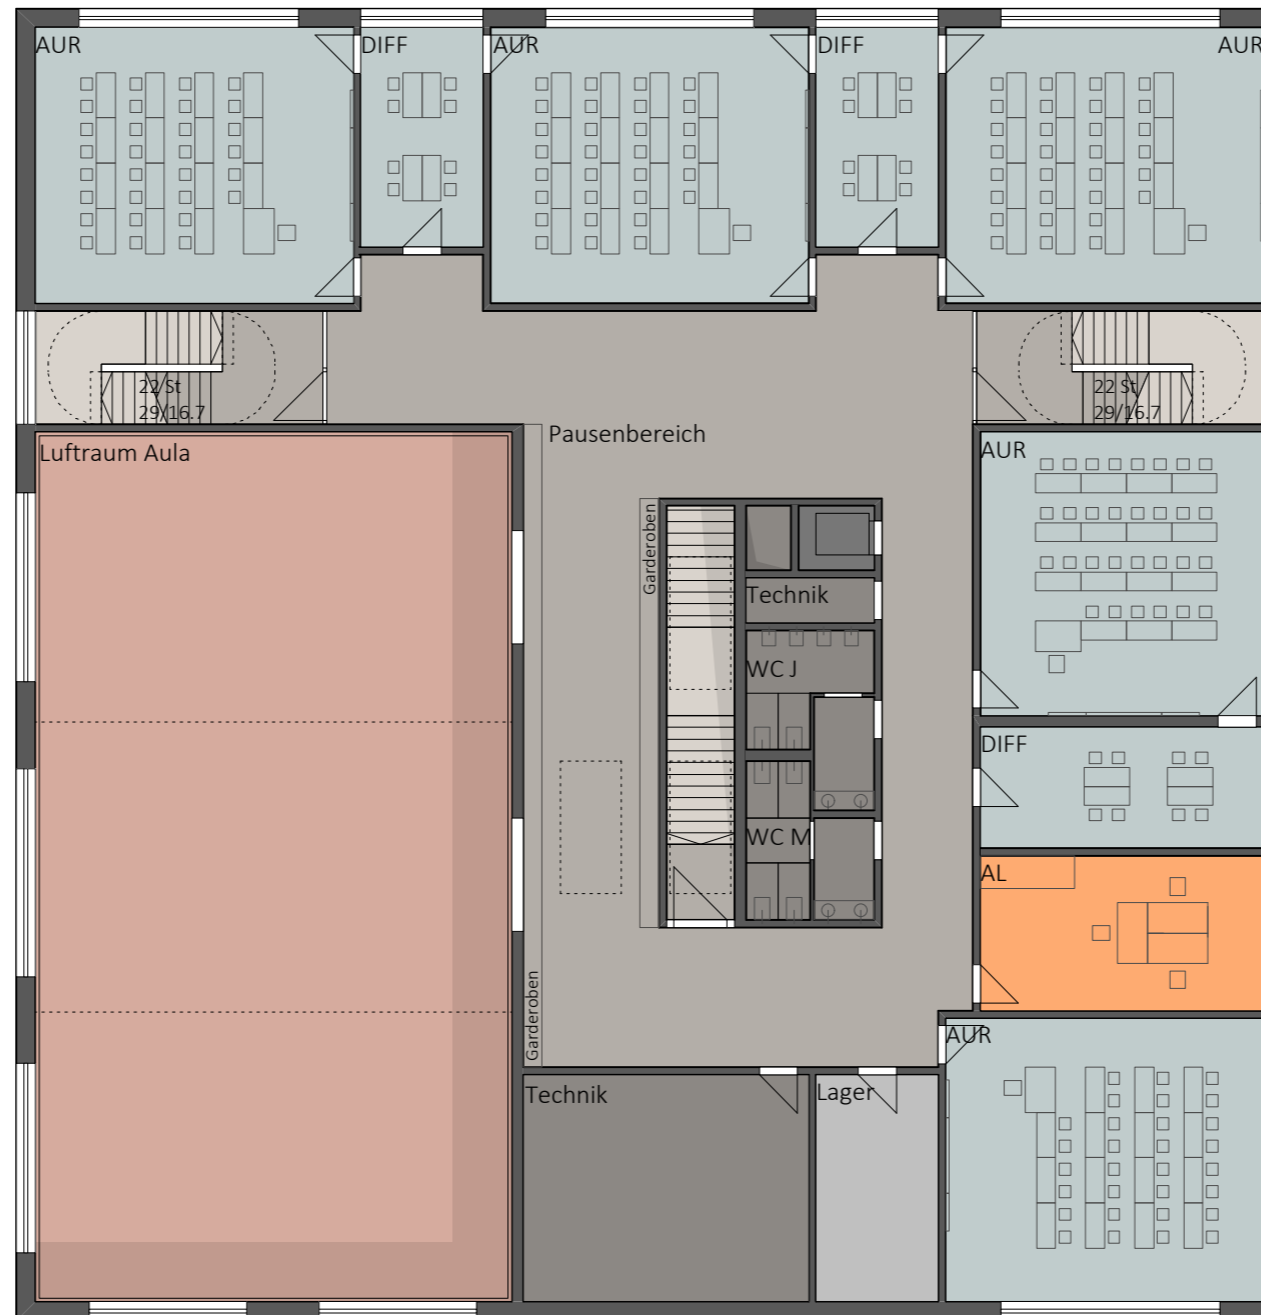 AUR
DIFF
AUR
DIFF
AUR
22 St
29/16.7
22 St
29/16.7
Pausenbereich
Luftraum Aula
AUR
Garderoben
Technik
WC J
DIFF
WC M
AL
Garderoben
AUR
Technik
Lager